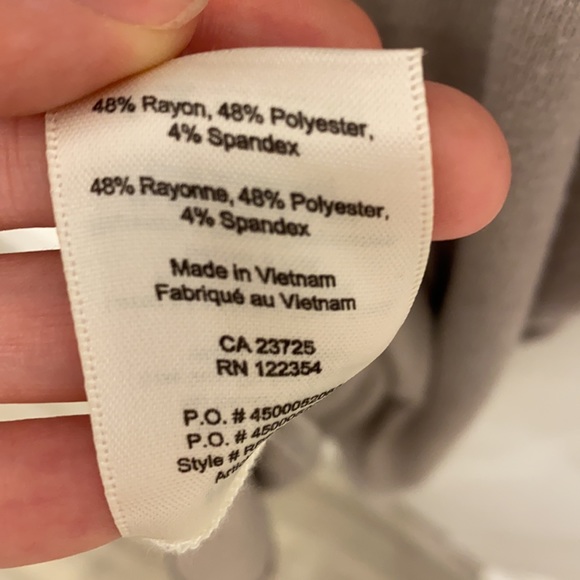 48% Rayon, 48% Polyester,
4% Spandex
48% Rayonne, 48% Polyester,
4% Spandex
Made in Vietnam
Fabriqué au Vietnam
CA 23725
RN 122354
P.O. #
P.O. #
Style #